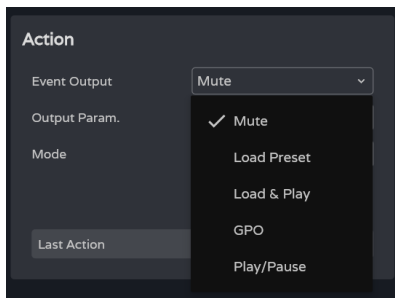 Action
Event Output
Mute
Output Param.
Mode
Last Action
Mute
Load Preset
Load & Play
GPO
Play/Pause